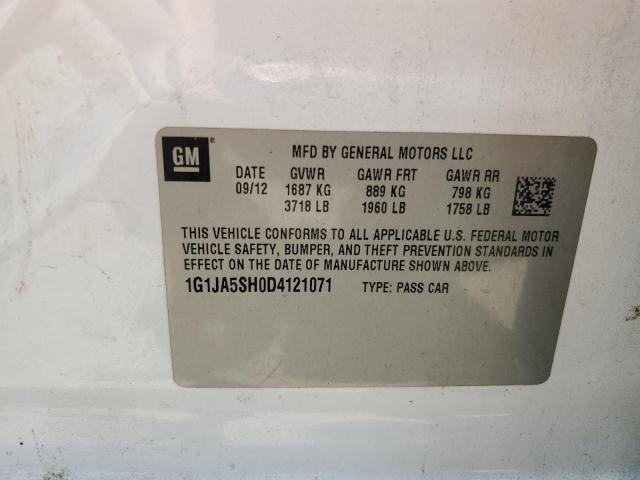 GM ®
MFD BY GENERAL MOTORS LLC
DATE GVWR GAWR FRT GAWR RR
09/12 1687 KG 889 KG 798 KG
3718 LB 1960 LB 1758 LB
THIS VEHICLE CONFORMS TO ALL APPLICABLE U.S. FEDERAL MOTOR
VEHICLE SAFETY, BUMPER, AND THEFT PREVENTION STANDARDS IN
EFFECT ON THE DATE OF MANUFACTURE SHOWN ABOVE.
1G1JA5SH0D4121071 TYPE: PASS CAR